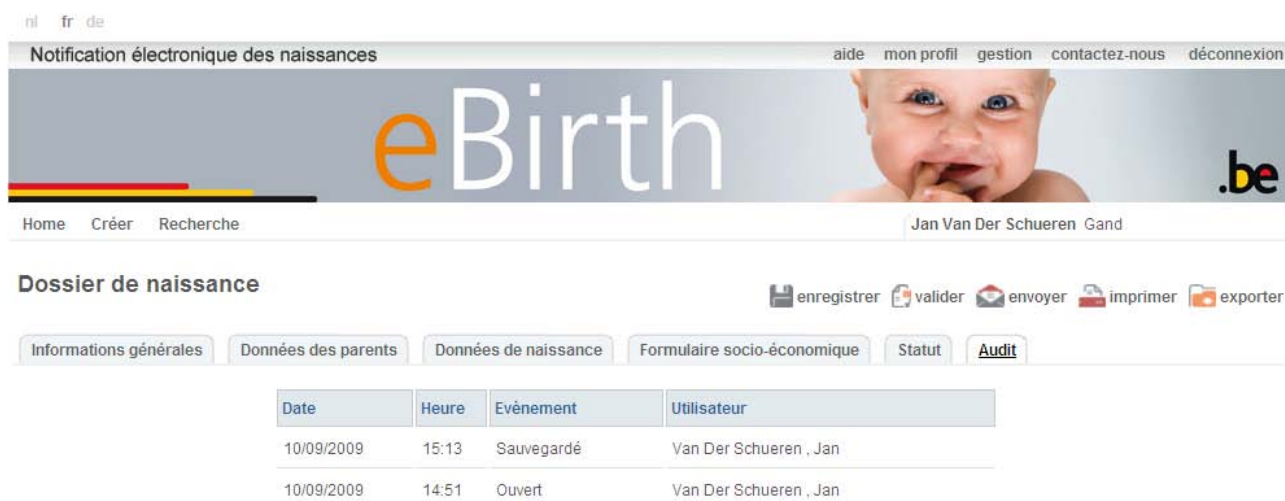 nl fr de
Notification électronique des naissances aide mon profil gestion contactez-nous déconnexion
eBirth
.be
Home Créer Recherche Jan Van Der Schueren Gand
Dossier de naissance enregistrer valider envoyer imprimer exporter
Informations générales Données des parents Données de naissance Formulaire socio-économique Statut Audit
Date Heure Evènement Utilisateur
10/09/2009 15:13 Sauvegardé Van Der Schueren , Jan
10/09/2009 14:51 Ouvert Van Der Schueren , Jan